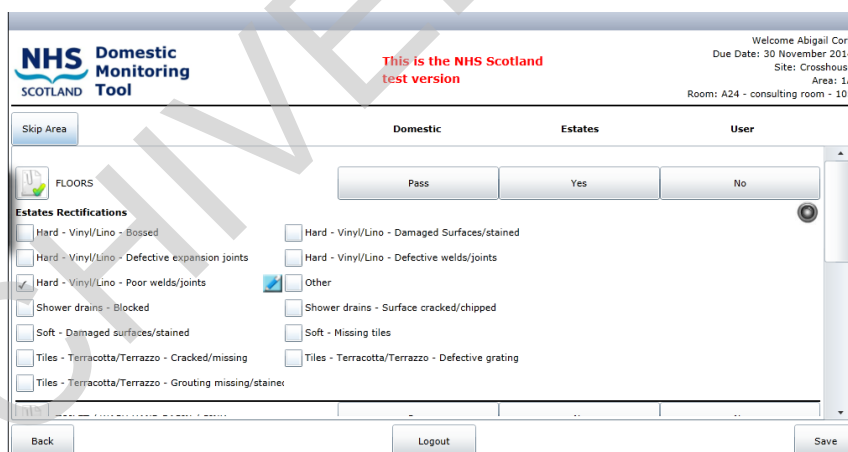 Welcome Abigail Cor
NHS Domestic
Monitoring
SCOTLAND Tool
This is the NHS Scotland
test version
Due Date: 30 November 201
Site: Crosshous
Area: 1
Room: A24 - consulting room - 10
Skip Area Domestic Estates User
FLOORS Pass Yes No
Estates Rectifications
Hard - Vinyl/Lino - Bossed Hard - Vinyl/Lino - Damaged Surfaces/stained
Hard - Vinyl/Lino - Defective expansion joints Hard - Vinyl/Lino - Defective welds/joints
Hard - Vinyl/Lino - Poor welds/joints Other
Shower drains - Blocked Shower drains - Surface cracked/chipped
Soft - Damaged surfaces/stained Soft - Missing tiles
Tiles - Terracotta/Terrazzo - Cracked/missing Tiles - Terracotta/Terrazzo - Defective grating
Tiles - Terracotta/Terrazzo - Grouting missing/stained
Back Logout Save